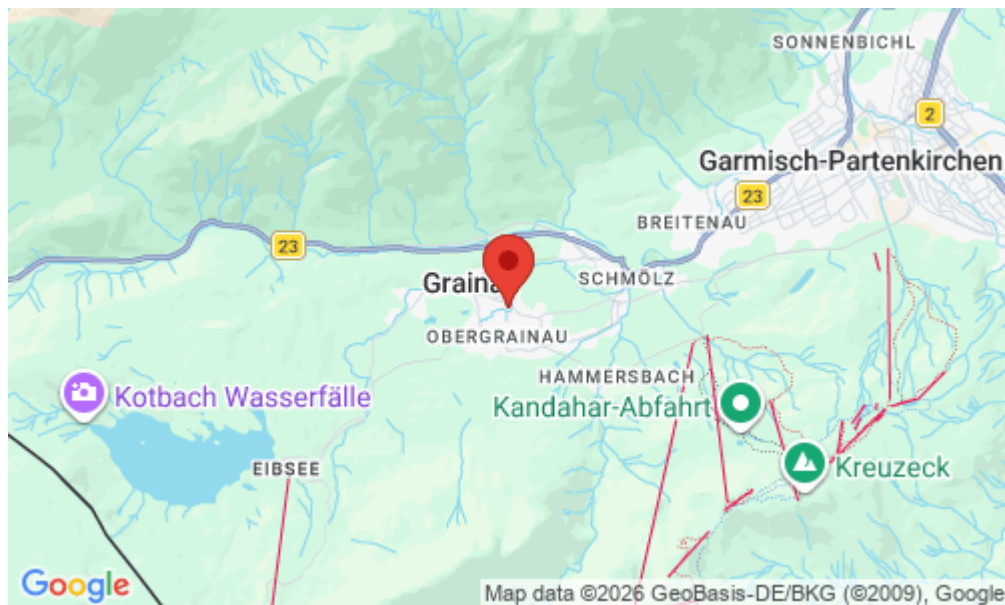 SONNENBICHL
2
Garmisch-Partenkirchen
23
BREITENAU
23
SCHMÖLZ
Graina
OBERGRAINAU
HAMMERSBACH
Kotbach Wasserfälle
Kandahar-Abfahrt
EIBSEE
Kreuzeck
Google
Map data ©2026 GeoBasis-DE/BKG (©2009), Google